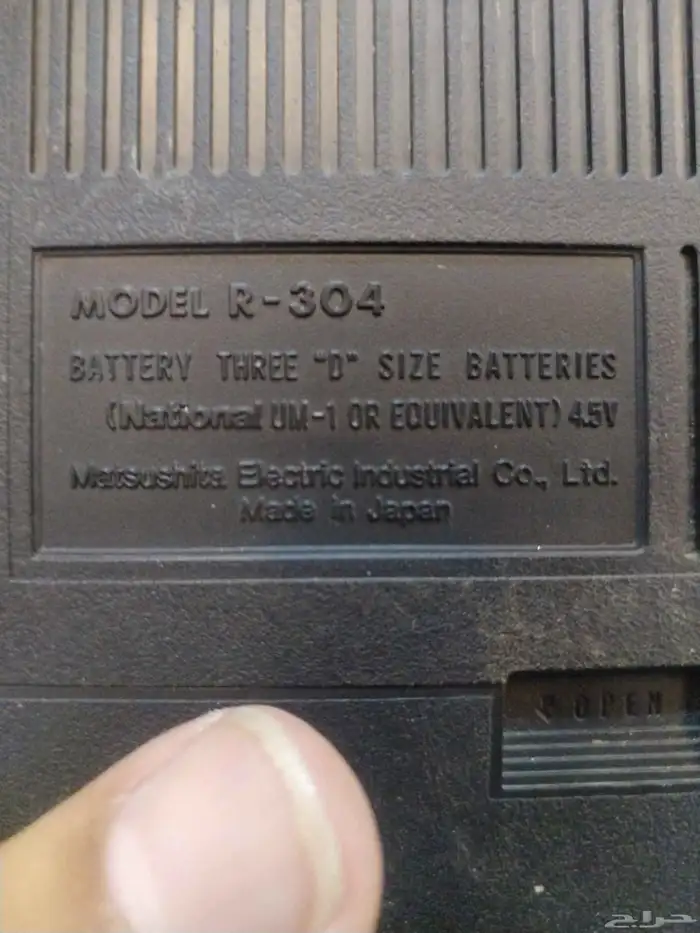 MODEL R-304
BATTERY THREE "D" SIZE BATTERIES
(National UM-1 OR EQUIVALENT) 4.5V
Matsushita Electric Industrial Co., Ltd.
Made in Japan
OPEN
حراج